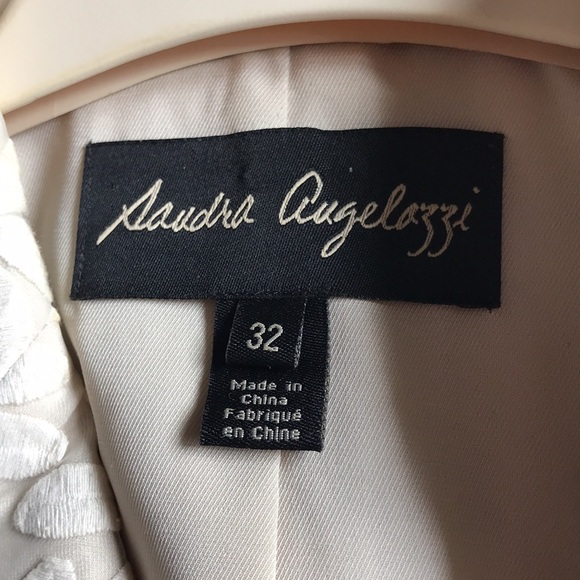 Sandra Angelozzi
32
Made in
China
Fabriqué
en Chine